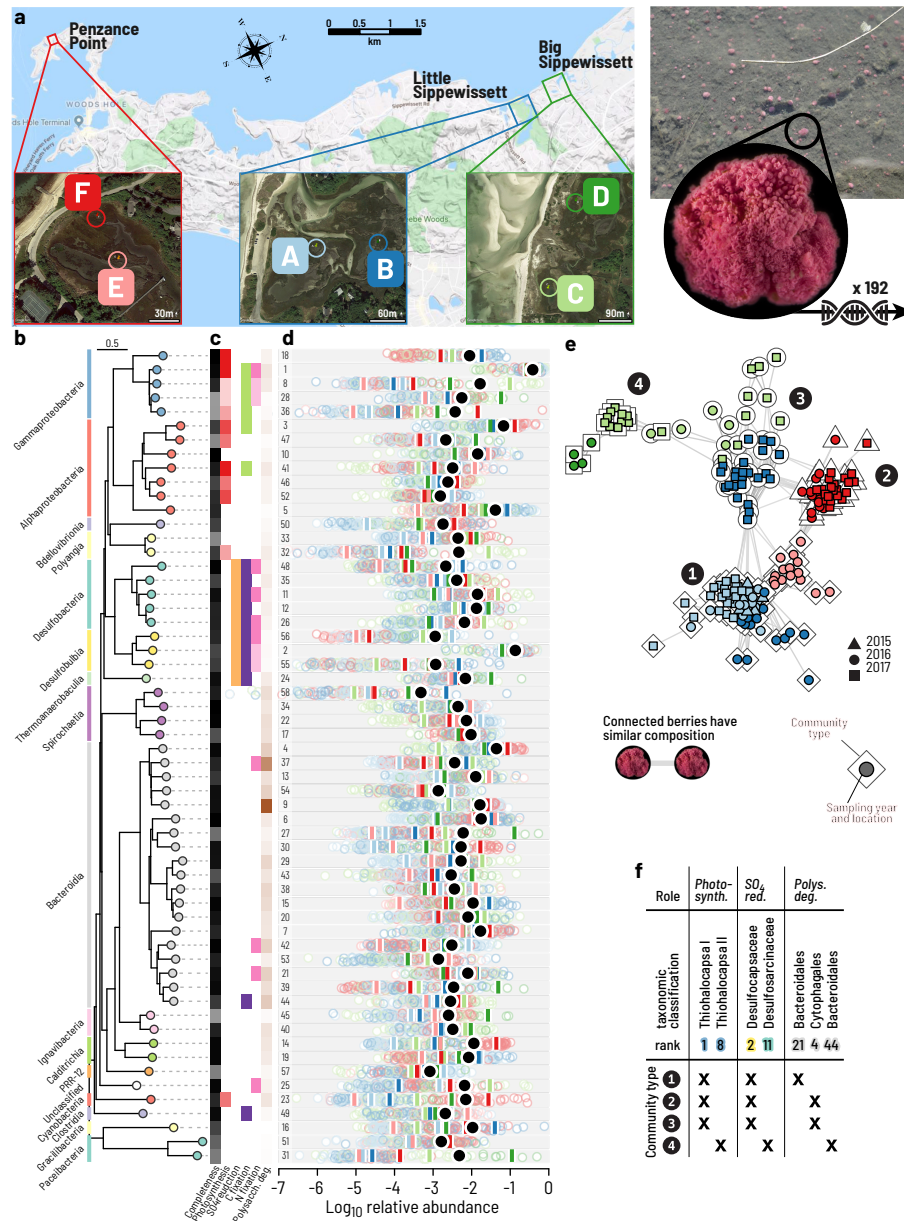 a
Penzance
Point
0 0.5 1 1.5
km
N
W
S
E
Big
Sippewissett
Little
Sippewissett
Sippewissett Rd
WOODS HOLE
ods Hole Terminal
F
E
30m
A
B
60m
D
C
90m
ebe Woods
x 192
b
0.5
Gammaproteobacteria
Alphaproteobacteria
Bdellovibrionia
Polyangia
Desulfobacteria
Desulfobulbia
Thermoanaerobaculia
Spirochaetia
Bacteroidia
Ignavibacteria
Calditrichia
PRR-12
Unclassified
Cyanobacteria
Clostridia
Gracilibacteria
Paceibacteria
c
Completeness
Photosynthesis
SO4 reduction
C fixation
N fixation
Polysacch. deg.
d
18
1
8
28
36
3
47
10
41
46
52
5
50
33
32
48
35
11
12
26
56
2
55
24
58
34
22
17
4
37
13
54
9
6
27
30
29
43
38
15
20
7
42
53
21
39
44
45
40
14
19
57
25
23
49
16
51
31
-7 -6 -5 -4 -3 -2 -1 0
Log10 relative abundance
e
4
3
2
1
2015
2016
2017
Connected berries have
similar composition
Community
type
Sampling year
and location
f
Role
Photo-
synth.
SO4
red.
Polys.
deg.
taxonomic
classification
Thiohalocapsa I
Thiohalocapsa II
Desulfocapsaceae
Desulfosarcinaceae
Bacteroidales
Cytophagales
Bacteroidales
rank 1 8 2 11 21 4 44
Community type
1 X X X
2 X X X
3 X X X
4 X X X